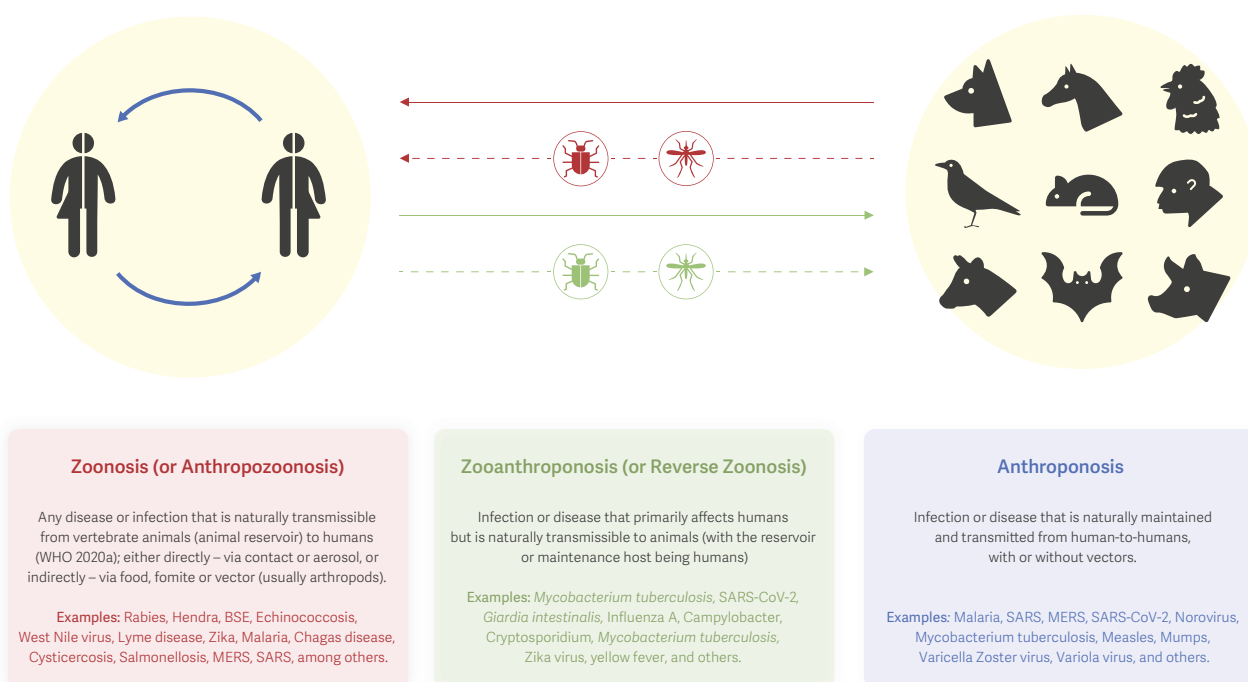 Zoonosis (or Anthropozoonosis)
Any disease or infection that is naturally transmissible
from vertebrate animals (animal reservoir) to humans
(WHO 2020a); either directly – via contact or aerosol, or
indirectly – via food, fomite or vector (usually arthropods).
Examples: Rabies, Hendra, BSE, Echinococcosis,
West Nile virus, Lyme disease, Zika, Malaria, Chagas disease,
Cysticercosis, Salmonellosis, MERS, SARS, among others.
Zooanthroponosis (or Reverse Zoonosis)
Infection or disease that primarily affects humans
but is naturally transmissible to animals (with the reservoir
or maintenance host being humans)
Examples: Mycobacterium tuberculosis, SARS-CoV-2,
Giardia intestinalis, Influenza A, Campylobacter,
Cryptosporidium, Mycobacterium tuberculosis,
Zika virus, yellow fever, and others.
Anthroponosis
Infection or disease that is naturally maintained
and transmitted from human-to-humans,
with or without vectors.
Examples: Malaria, SARS, MERS, SARS-CoV-2, Norovirus,
Mycobacterium tuberculosis, Measles, Mumps,
Varicella Zoster virus, Variola virus, and others.